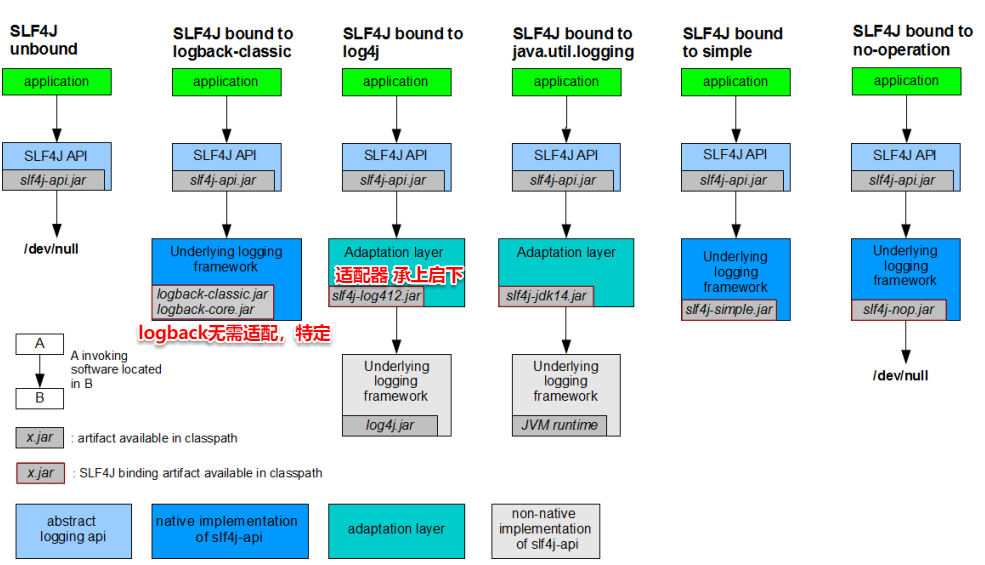 SLF4J
unbound
application
SLF4J API
slf4j-api.jar
/dev/null
SLF4J bound to
logback-classic
application
SLF4J API
slf4j-api.jar
Underlying logging
framework
logback-classic.jar
logback-core.jar
logback无需适配，特定
SLF4J bound to
log4j
application
SLF4J API
slf4j-api.jar
Adaptation layer
适配器 承上启下
slf4j-log412.jar
Underlying
logging
framework
log4j.jar
SLF4J bound to
java.util.logging
application
SLF4J API
slf4j-api.jar
Adaptation layer
slf4j-jdk14.jar
Underlying
logging
framework
JVM runtime
SLF4J bound
to simple
application
SLF4J API
slf4j-api.jar
Underlying
logging
framework
slf4j-simple.jar
SLF4J bound to
no-operation
application
SLF4J API
slf4j-api.jar
Underlying
logging
framework
slf4j-nop.jar
/dev/null
A
B
A invoking
software located
in B
x.jar : artifact available in classpath
x.jar : SLF4J binding artifact available in classpath
abstract
logging api
native implementation
of slf4j-api
adaptation layer
non-native
implementation
of slf4j-api